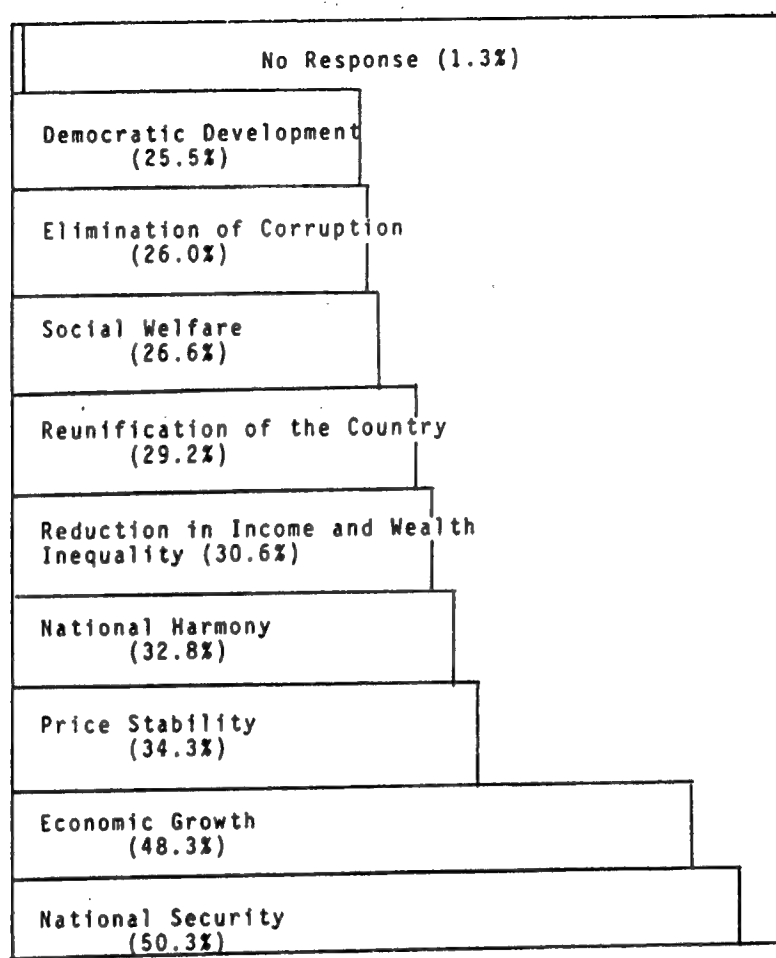 No Response (1.3%)
Democratic Development
(25.5%)
Elimination of Corruption
(26.0%)
Social Welfare
(26.6%)
Reunification of the Country
(29.2%)
Reduction in Income and Wealth
Inequality (30.6%)
National Harmony
(32.8%)
Price Stability
(34.3%)
Economic Growth
(48.3%)
National Security
(50.3%)